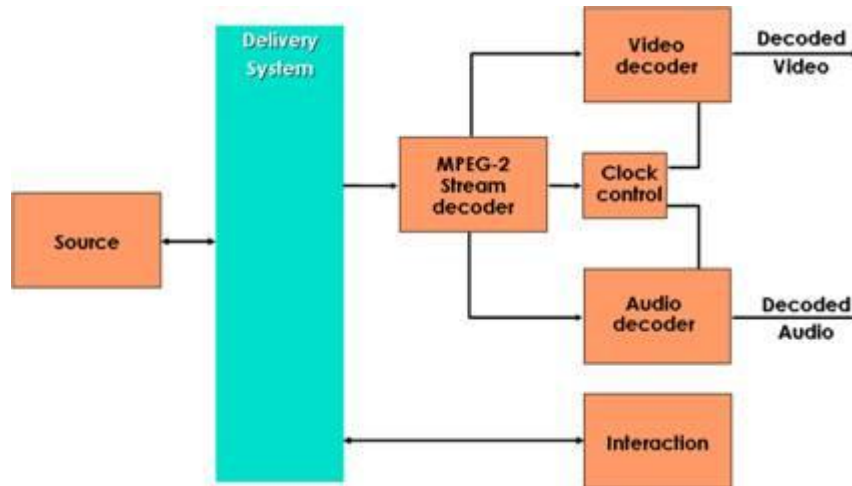 Delivery
System
Video
decoder
Decoded
Video
MPEG-2
Stream
decoder
Clock
control
Source
Audio
decoder
Decoded
Audio
Interaction